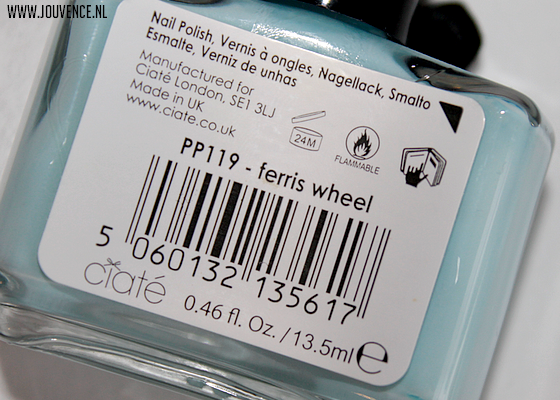 WWW.JOUVENCE.NL
Nail Polish, Vernis à ongles, Nagellack, Smalto
Esmalte, Verniz de unhas
Manufactured for
Ciaté London, SE1 3LJ
Made in UK
www.ciate.co.uk
24M
FLAMMABLE
PP119 - ferris wheel
5 060132 135617
ciaté
0.46 fl. Oz. / 13.5ml e